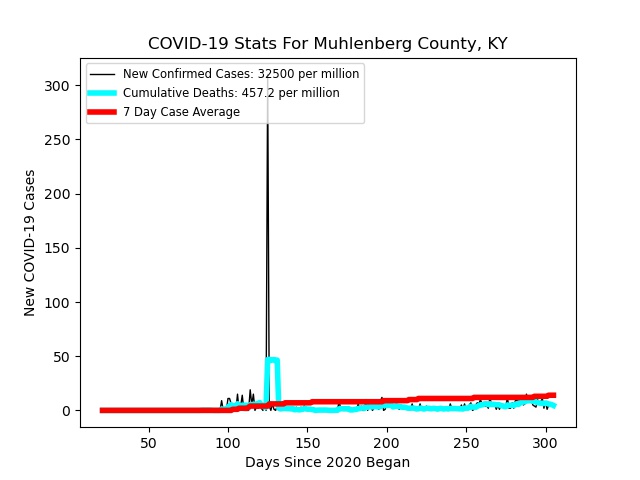 COVID-19 Stats For Muhlenberg County, KY
New Confirmed Cases: 32500 per million
Cumulative Deaths: 457.2 per million
7 Day Case Average
New COVID-19 Cases
300
250
200
150
100
50
0
50 100 150 200 250 300
Days Since 2020 Began